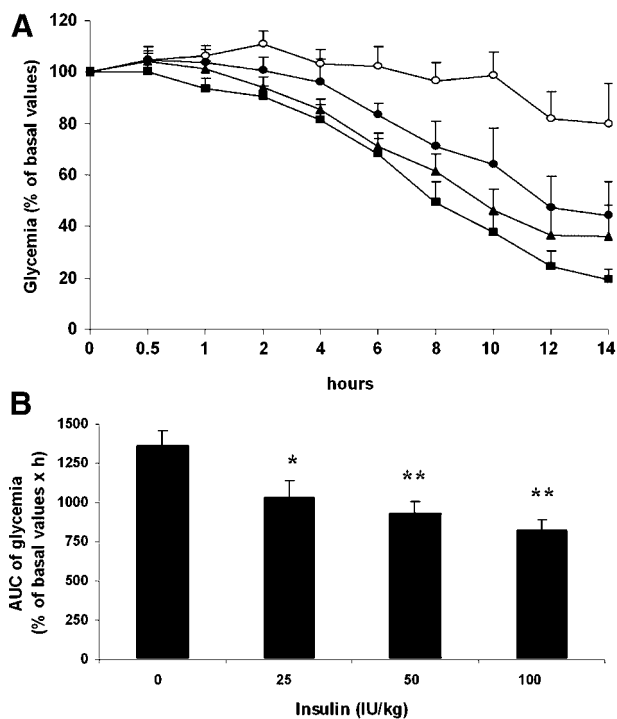 A
Glycemia (% of basal values)
120
100
80
60
40
20
0
0 0.5 1 2 4 6 8 10 12 14
hours
B
AUC of glycemia
(% of basal values x h)
1500
1250
1000
750
500
250
0
* ** **
0 25 50 100
Insulin (IU/kg)